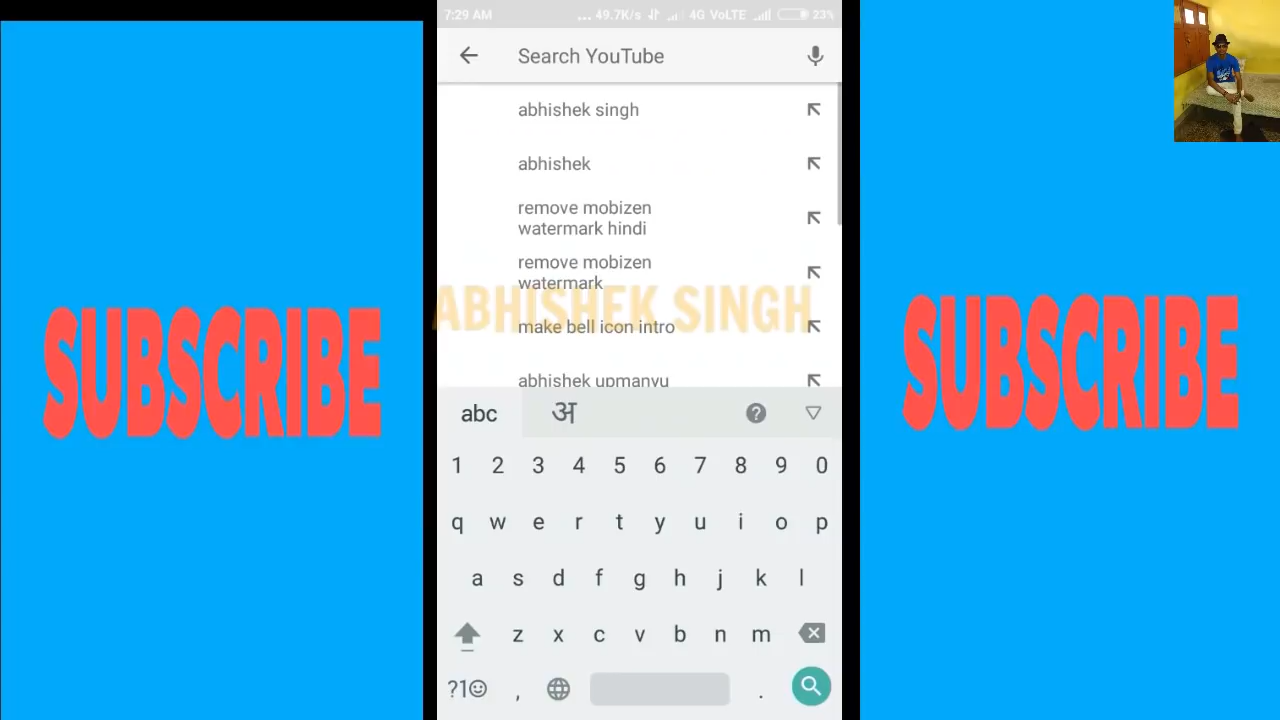 7:29 AM ... 49.7K/s 4G VoLTE 23%
Search YouTube
abhishek singh
abhishek
remove mobizen
watermark hindi
remove mobizen
watermark
ABHISHEK SINGH
make bell icon intro
abhishek upmanyu
SUBSCRIBE
SUBSCRIBE
abc अ ?
1 2 3 4 5 6 7 8 9 0
q w e r t y u i o p
a s d f g h j k l
z x c v b n m
?1☺ , .